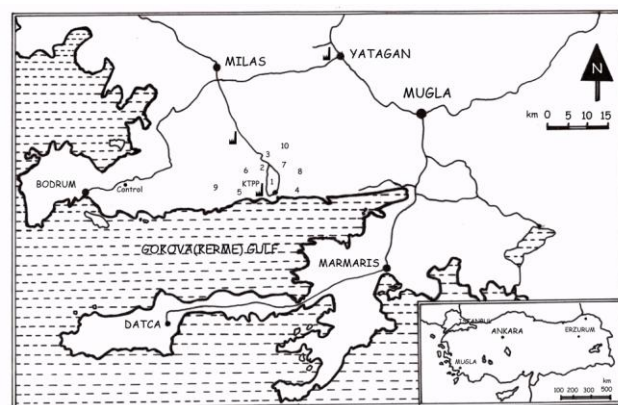 YATAGAN
MILAS
N
MUGLA
km 0 5 10 15
10
3
7
2
6
8
KTPP
1
9
5
4
BODRUM
Control
GOKOVA(KERME) GULF
MARMARIS
DATCA
ISTANBUL
ANKARA
ERZURUM
MUGLA
km
100 200 300 500